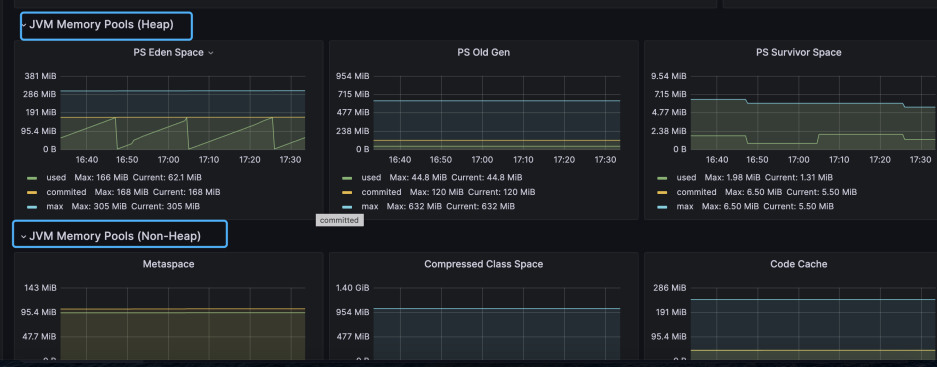 JVM Memory Pools (Heap)
PS Eden Space
381 MiB
286 MiB
191 MiB
95.4 MiB
0 B
16:40 16:50 17:00 17:10 17:20 17:30
used Max: 166 MiB Current: 62.1 MiB
commited Max: 168 MiB Current: 168 MiB
max Max: 305 MiB Current: 305 MiB
PS Old Gen
954 MiB
715 MiB
477 MiB
238 MiB
0 B
16:40 16:50 17:00 17:10 17:20 17:30
used Max: 44.8 MiB Current: 44.8 MiB
commited Max: 120 MiB Current: 120 MiB
max Max: 632 MiB Current: 632 MiB
PS Survivor Space
9.54 MiB
7.15 MiB
4.77 MiB
2.38 MiB
0 B
16:40 16:50 17:00 17:10 17:20 17:30
used Max: 1.98 MiB Current: 1.31 MiB
commited Max: 6.50 MiB Current: 5.50 MiB
max Max: 6.50 MiB Current: 5.50 MiB
committed
JVM Memory Pools (Non-Heap)
Metaspace
143 MiB
95.4 MiB
47.7 MiB
0 B
Compressed Class Space
1.40 GiB
954 MiB
477 MiB
0 B
Code Cache
286 MiB
191 MiB
95.4 MiB
0 B